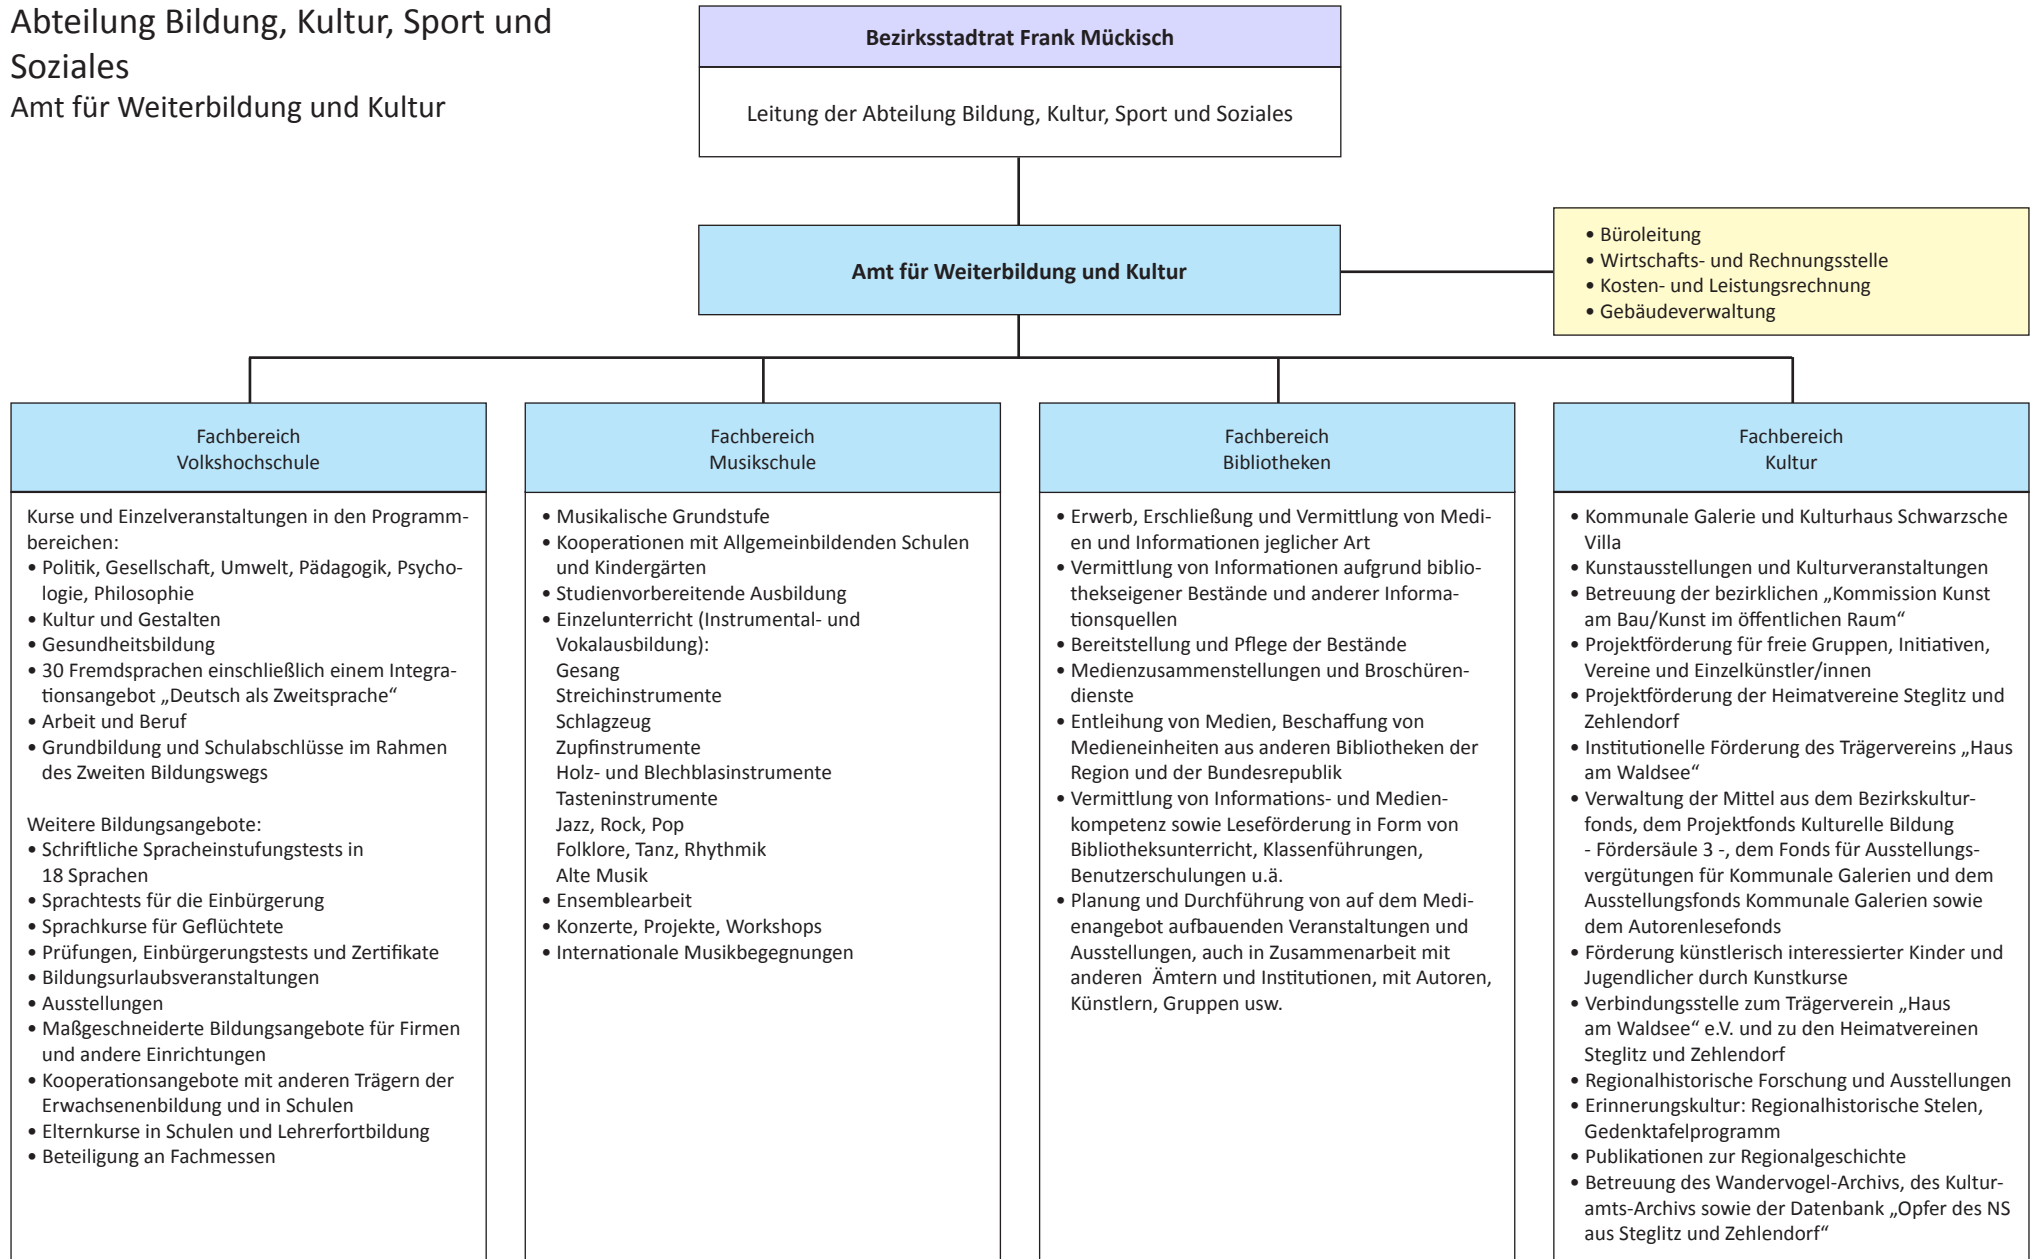 Abteilung Bildung, Kultur, Sport und
Soziales
Amt für Weiterbildung und Kultur
Bezirksstadtrat Frank Mückisch
Leitung der Abteilung Bildung, Kultur, Sport und Soziales
Amt für Weiterbildung und Kultur
• Büroleitung
• Wirtschafts- und Rechnungsstelle
• Kosten- und Leistungsrechnung
• Gebäudeverwaltung
Fachbereich
Volkshochschule
Kurse und Einzelveranstaltungen in den Programm-
bereichen:
• Politik, Gesellschaft, Umwelt, Pädagogik, Psycho-
logie, Philosophie
• Kultur und Gestalten
• Gesundheitsbildung
• 30 Fremdsprachen einschließlich einem Integra-
tionsangebot „Deutsch als Zweitsprache“
• Arbeit und Beruf
• Grundbildung und Schulabschlüsse im Rahmen
des Zweiten Bildungswegs
Weitere Bildungsangebote:
• Schriftliche Spracheinstufungstests in
18 Sprachen
• Sprachtests für die Einbürgerung
• Sprachkurse für Geflüchtete
• Prüfungen, Einbürgerungstests und Zertifikate
• Bildungsurlaubsveranstaltungen
• Ausstellungen
• Maßgeschneiderte Bildungsangebote für Firmen
und andere Einrichtungen
• Kooperationsangebote mit anderen Trägern der
Erwachsenenbildung und in Schulen
• Elternkurse in Schulen und Lehrerfortbildung
• Beteiligung an Fachmessen
Fachbereich
Musikschule
• Musikalische Grundstufe
• Kooperationen mit Allgemeinbildenden Schulen
und Kindergärten
• Studienvorbereitende Ausbildung
• Einzelunterricht (Instrumental- und
Vokalausbildung):
Gesang
Streichinstrumente
Schlagzeug
Zupfinstrumente
Holz- und Blechblasinstrumente
Tasteninstrumente
Jazz, Rock, Pop
Folklore, Tanz, Rhythmik
Alte Musik
• Ensemblearbeit
• Konzerte, Projekte, Workshops
• Internationale Musikbegegnungen
Fachbereich
Bibliotheken
• Erwerb, Erschließung und Vermittlung von Medi-
en und Informationen jeglicher Art
• Vermittlung von Informationen aufgrund biblio-
thekseigener Bestände und anderer Informa-
tionsquellen
• Bereitstellung und Pflege der Bestände
• Medienzusammenstellungen und Broschüren-
dienste
• Entleihung von Medien, Beschaffung von
Medieneinheiten aus anderen Bibliotheken der
Region und der Bundesrepublik
• Vermittlung von Informations- und Medien-
kompetenz sowie Leseförderung in Form von
Bibliotheksunterricht, Klassenführungen,
Benutzerschulungen u.ä.
• Planung und Durchführung von auf dem Medi-
enangebot aufbauenden Veranstaltungen und
Ausstellungen, auch in Zusammenarbeit mit
anderen Ämtern und Institutionen, mit Autoren,
Künstlern, Gruppen usw.
Fachbereich
Kultur
• Kommunale Galerie und Kulturhaus Schwarzsche
Villa
• Kunstausstellungen und Kulturveranstaltungen
• Betreuung der bezirklichen „Kommission Kunst
am Bau/Kunst im öffentlichen Raum“
• Projektförderung für freie Gruppen, Initiativen,
Vereine und Einzelkünstler/innen
• Projektförderung der Heimatvereine Steglitz und
Zehlendorf
• Institutionelle Förderung des Trägervereins „Haus
am Waldsee“
• Verwaltung der Mittel aus dem Bezirkskultur-
fonds, dem Projektfonds Kulturelle Bildung
- Fördersäule 3 -, dem Fonds für Ausstellungs-
vergütungen für Kommunale Galerien und dem
Ausstellungsfonds Kommunale Galerien sowie
dem Autorenlesefonds
• Förderung künstlerisch interessierter Kinder und
Jugendlicher durch Kunstkurse
• Verbindungsstelle zum Trägerverein „Haus
am Waldsee“ e.V. und zu den Heimatvereinen
Steglitz und Zehlendorf
• Regionalhistorische Forschung und Ausstellungen
• Erinnerungskultur: Regionalhistorische Stelen,
Gedenktafelprogramm
• Publikationen zur Regionalgeschichte
• Betreuung des Wandervogel-Archivs, des Kultur-
amts-Archivs sowie der Datenbank „Opfer des NS
aus Steglitz und Zehlendorf“